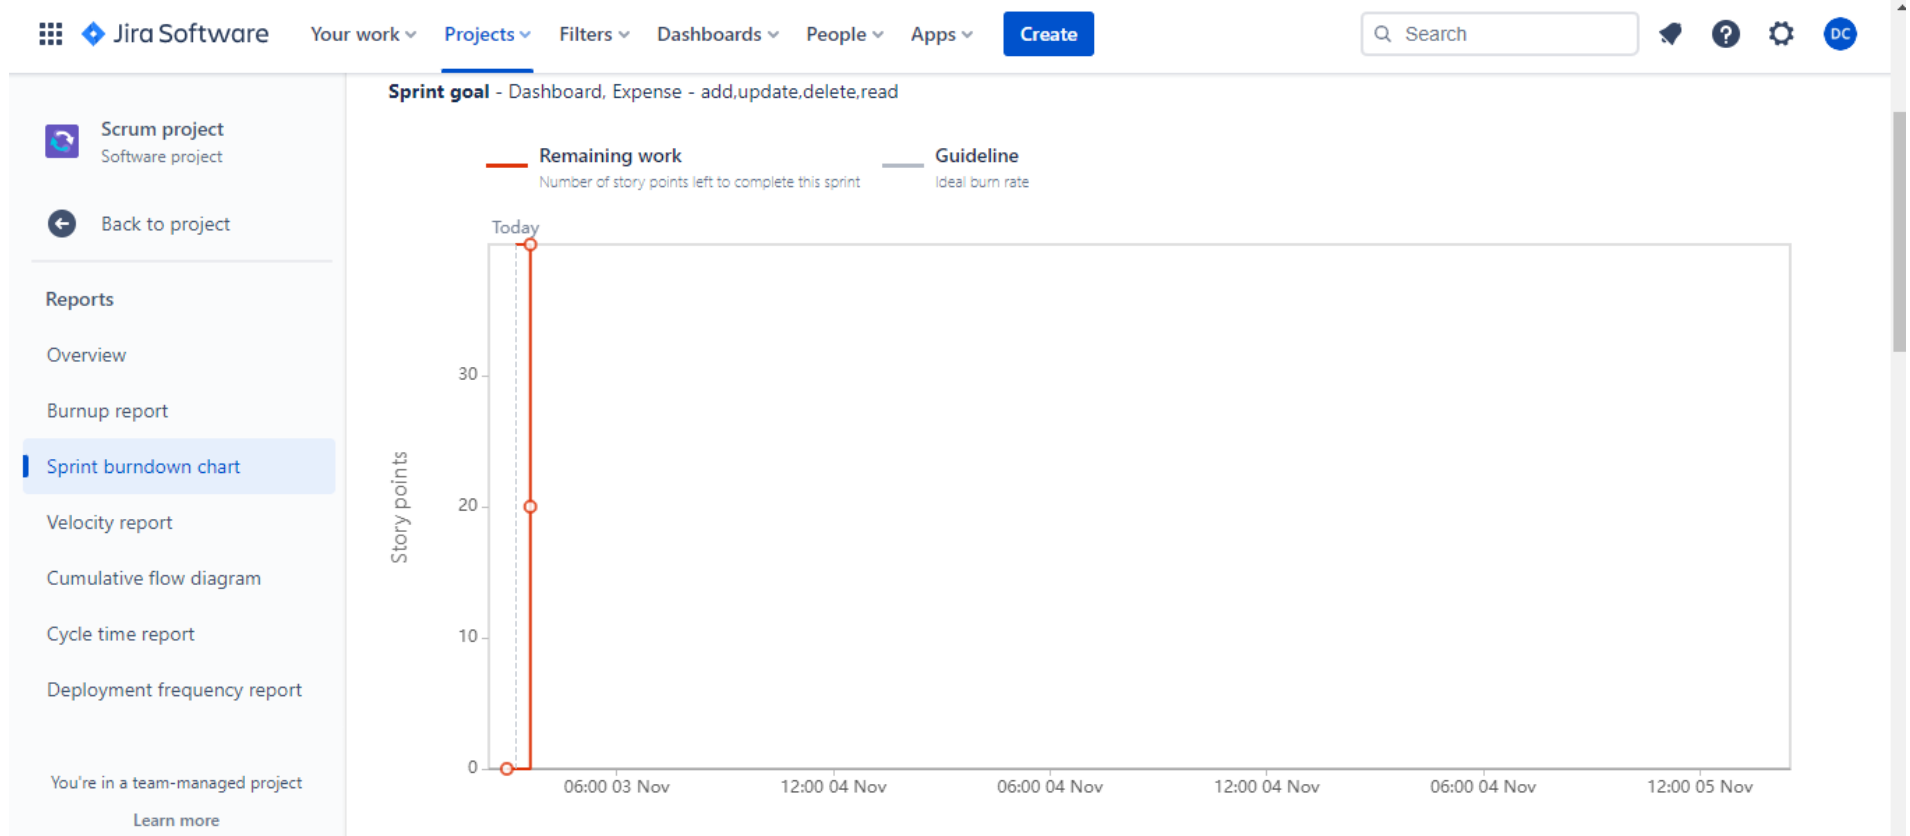 Jira Software Your work Projects Filters Dashboards People Apps Create Search DC
Sprint goal - Dashboard, Expense - add,update,delete,read
Scrum project
Software project
Back to project
Reports
Overview
Burnup report
Sprint burndown chart
Velocity report
Cumulative flow diagram
Cycle time report
Deployment frequency report
You're in a team-managed project
Learn more
Remaining work
Number of story points left to complete this sprint
Guideline
Ideal burn rate
Today
Story points
30
20
10
0
06:00 03 Nov 12:00 04 Nov 06:00 04 Nov 12:00 04 Nov 06:00 04 Nov 12:00 05 Nov